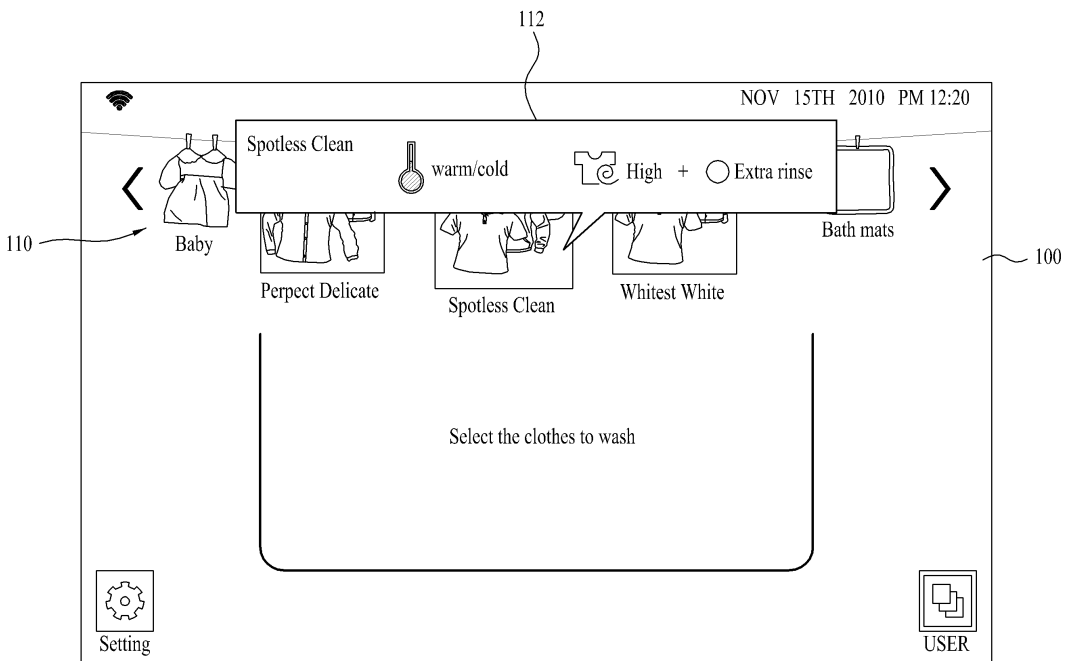 112
NOV 15TH 2010 PM 12:20
Spotless Clean
warm/cold
High + Extra rinse
110
Baby
Bath mats
100
Perpect Delicate
Spotless Clean
Whitest White
Select the clothes to wash
Setting
USER